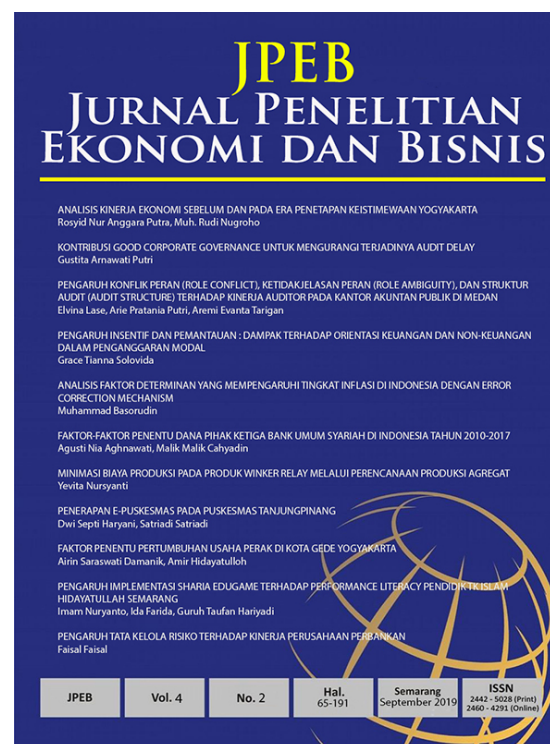 JPEB
JURNAL PENELITIAN
EKONOMI DAN BISNIS
ANALISIS KINERJA EKONOMI SEBELUM DAN PADA ERA PENETAPAN KEISTIMEWAAN YOGYAKARTA
Rosyid Nur Anggara Putra, Muh. Rudi Nugroho
KONTRIBUSI GOOD CORPORATE GOVERNANCE UNTUK MENGURANGI TERJADINYA AUDIT DELAY
Gustita Arnawati Putri
PENGARUH KONFLIK PERAN (ROLE CONFLICT), KETIDAKJELASAN PERAN (ROLE AMBIGUITY), DAN STRUKTUR
AUDIT (AUDIT STRUCTURE) TERHADAP KINERJA AUDITOR PADA KANTOR AKUNTAN PUBLIK DI MEDAN
Elvina Lase, Arie Pratania Putri, Aremi Evanta Tarigan
PENGARUH INSENTIF DAN PEMANTAUAN : DAMPAK TERHADAP ORIENTASI KEUANGAN DAN NON-KEUANGAN
DALAM PENGANGGARAN MODAL
Grace Tianna Solovida
ANALISIS FAKTOR DETERMINAN YANG MEMPENGARUHI TINGKAT INFLASI DI INDONESIA DENGAN ERROR
CORRECTION MECHANISM
Muhammad Basorudin
FAKTOR-FAKTOR PENENTU DANA PIHAK KETIGA BANK UMUM SYARIAH DI INDONESIA TAHUN 2010-2017
Agusti Nia Aghnawati, Malik Malik Cahyadin
MINIMASI BIAYA PRODUKSI PADA PRODUK WINKER RELAY MELALUI PERENCANAAN PRODUKSI AGREGAT
Yevita Nursyanti
PENERAPAN E-PUSKESMAS PADA PUSKESMAS TANJUNGPINANG
Dwi Septi Haryani, Satriadi Satriadi
FAKTOR PENENTU PERTUMBUHAN USAHA PERAK DI KOTA GEDE YOGYAKARTA
Airin Saraswati Damanik, Amir Hidayatulloh
PENGARUH IMPLEMENTASI SHARIA EDUGAME TERHADAP PERFORMANCE LITERACY PENDIDIK TK ISLAM
HIDAYATULLAH SEMARANG
Imam Nuryanto, Ida Farida, Guruh Taufan Hariyadi
PENGARUH TATA KELOLA RISIKO TERHADAP KINERJA PERUSAHAAN PERBANKAN
Faisal Faisal
JPEB
Vol. 4
No. 2
Hal.
65-191
Semarang
September 2019
ISSN
2442 - 5028 (Print)
2460 - 4291 (Online)